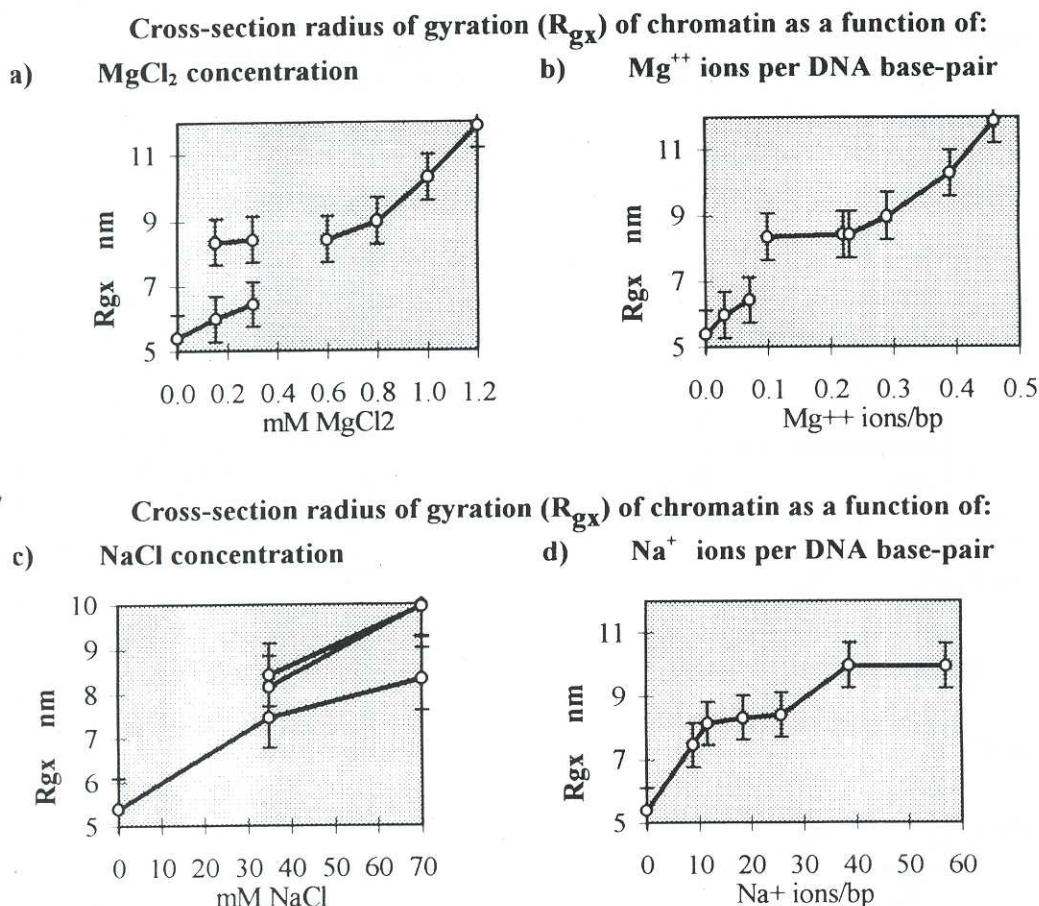 Cross-section radius of gyration (Rgx) of chromatin as a function of:
a) MgCl2 concentration
b) Mg++ ions per DNA base-pair
11
9
7
5
Rgx nm
0.0 0.2 0.4 0.6 0.8 1.0 1.2
mM MgCl2
11
9
7
5
Rgx nm
0.0 0.1 0.2 0.3 0.4 0.5
Mg++ ions/bp
Cross-section radius of gyration (Rgx) of chromatin as a function of:
c) NaCl concentration
d) Na+ ions per DNA base-pair
10
9
8
7
6
5
Rgx nm
0 10 20 30 40 50 60 70
mM NaCl
11
9
7
5
Rgx nm
0 10 20 30 40 50 60
Na+ ions/bp